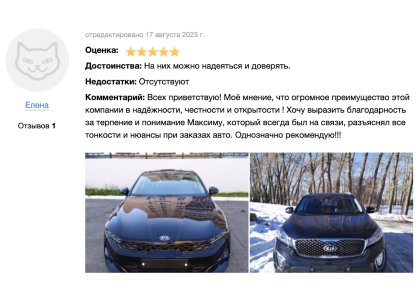 отредактировано 17 августа 2023 г.
Оценка:
Достоинства: На них можно надеяться и доверять.
Недостатки: Отсутствуют
Комментарий: Всех приветствую! Моё мнение, что огромное преимущество этой
компании в надёжности, честности и открытости ! Хочу выразить благодарность
за терпение и понимание Максиму, который всегда был на связи, разъяснял все
тонкости и нюансы при заказах авто. Однозначно рекомендую!!!
Елена
Отзывов 1
KIA